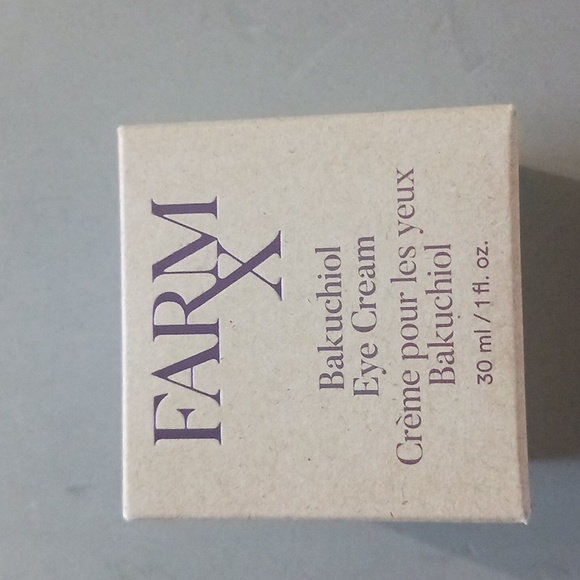 FARM
X
Bakuchiol
Eye Cream
Crème pour les yeux
Bakuchiol
30 ml / 1 fl. oz.